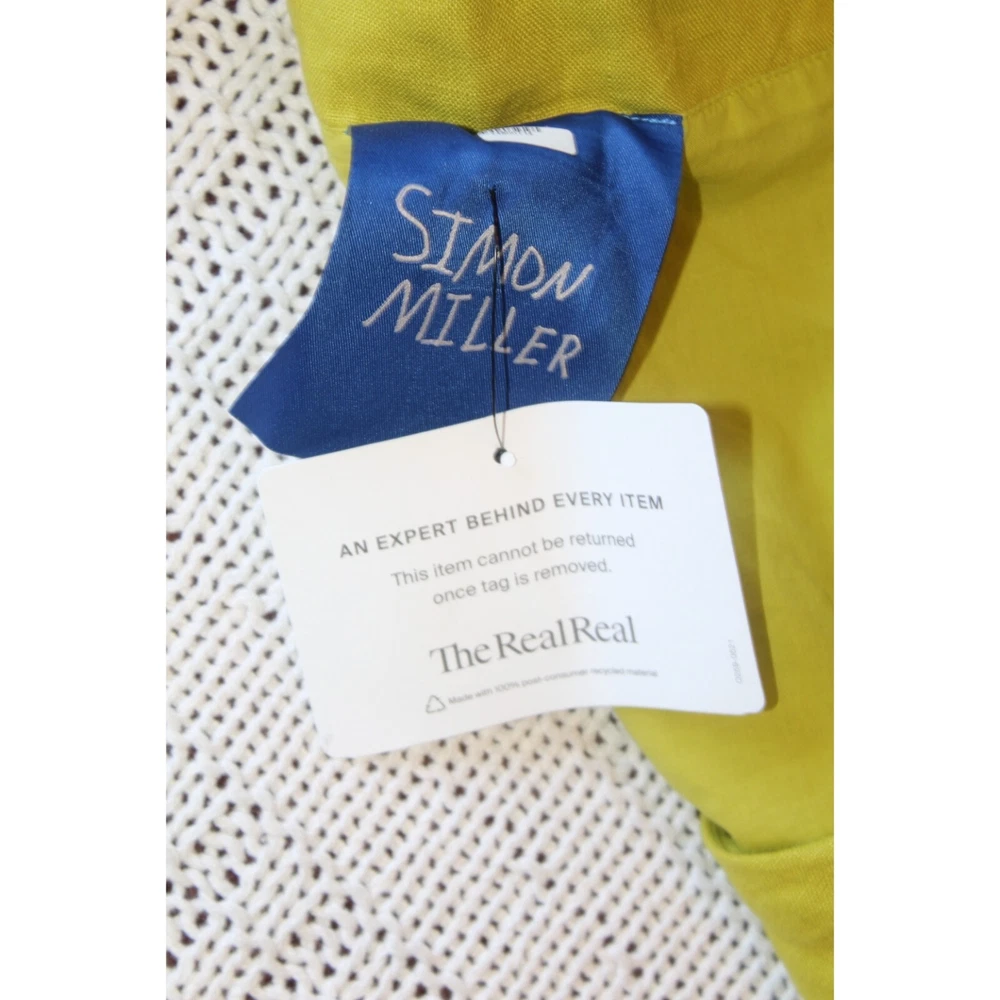 SIMON
MILLER
AN EXPERT BEHIND EVERY ITEM
This item cannot be returned
once tag is removed.
The RealReal
Made with 100% post-consumer recycled material